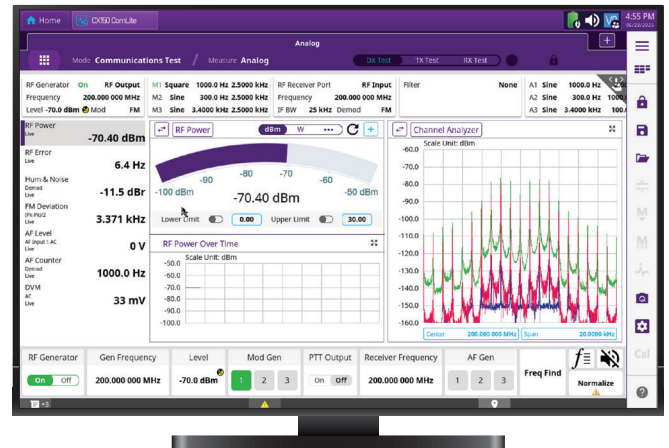 Home
CX150 ComLite
4:55 PM
Analog
Mode Communications Test / Measure Analog
DX Test
TX Test
RX Test
RF Generator On RF Output
Frequency 200.000 000 MHz
Level -70.0 dBm Mod FM
M1 Square 1000.0 Hz 2.5000 kHz
M2 Sine 300.0 Hz 2.5000 kHz
M3 Sine 3.4000 kHz 2.5000 kHz
RF Receiver Port RF Input
Frequency 200.000 000 MHz
IF BW 25 kHz Demod FM
Filter None
A1 Sine 1000.0 Hz
A2 Sine 300.0 Hz
A3 Sine 3.4000 kHz
RF Power
Live
-70.40 dBm
RF Error
Live
6.4 Hz
Hum & Noise
Demod
Live
-11.5 dBr
FM Deviation
Live
3.371 kHz
AF Level
AF Input 1 AC
Live
0 V
AF Counter
Demod
Live
1000.0 Hz
DVM
AC
Live
33 mV
RF Power
dBm W ...
-100 dBm
-90
-80
-70
-60
-50 dBm
-70.40 dBm
Lower Limit 0.00 Upper Limit 30.00
RF Power Over Time
Scale Unit: dBm
-50.0
-60.0
-70.0
-80.0
-90.0
-100.0
Channel Analyzer
Scale Unit: dBm
-60.0
-70.0
-80.0
-90.0
-100.0
-110.0
-120.0
-130.0
-140.0
-150.0
-160.0
Center 200.000 000 MHz Span 20.0000 kHz
RF Generator
On Off
Gen Frequency
200.000 000 MHz
Level
-70.0 dBm
Mod Gen
1 2 3
PTT Output
On Off
Receiver Frequency
200.000 000 MHz
AF Gen
1 2 3
Freq Find
Normalize
Cal
+3